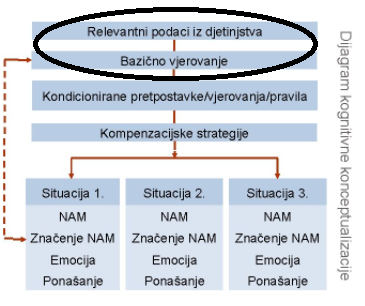 Relevantni podaci iz djetinjstva
Bazično vjerovanje
Kondicionirane pretpostavke/vjerovanja/pravila
Kompenzacijske strategije
Situacija 1.
NAM
Značenje NAM
Emocija
Ponašanje
Situacija 2.
NAM
Značenje NAM
Emocija
Ponašanje
Situacija 3.
NAM
Značenje NAM
Emocija
Ponašanje
Dijagram kognitivne koneptualizacije